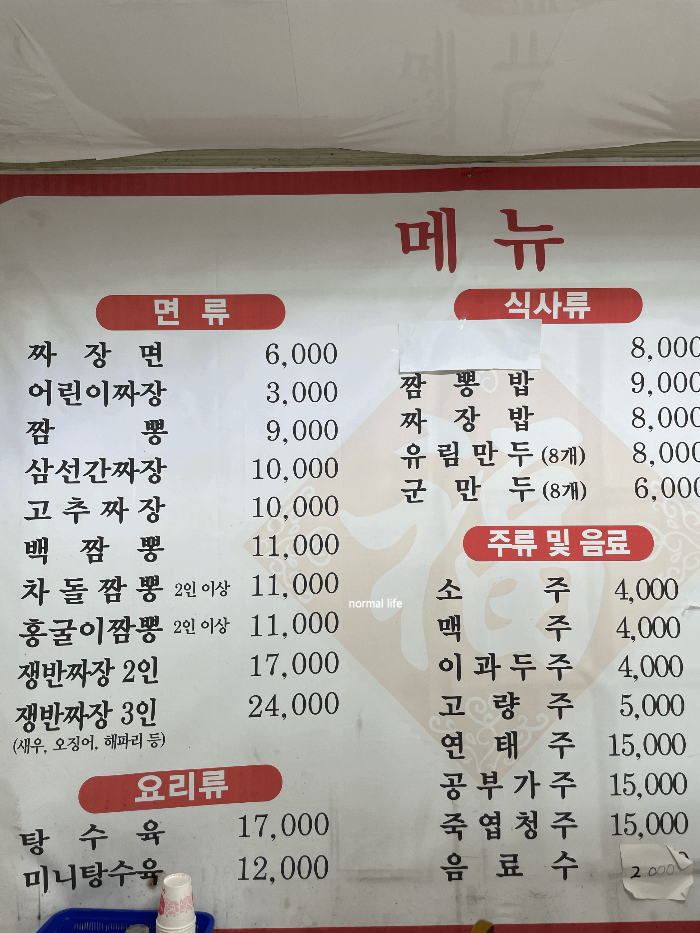 메뉴
면류
짜장면 6,000
어린이짜장 3,000
짬뽕 9,000
삼선간짜장 10,000
고추짜장 10,000
백짬뽕 11,000
차돌짬뽕 2인 이상 11,000
홍굴이짬뽕 2인 이상 11,000
쟁반짜장 2인 17,000
쟁반짜장 3인 24,000
(새우, 오징어, 해파리 등)
요리류
탕수육 17,000
미니탕수육 12,000
식사류
8,000
짬뽕밥 9,000
짜장밥 8,000
유림만두 (8개) 8,000
군만두 (8개) 6,000
주류 및 음료
소주 4,000
맥주 4,000
이과두주 4,000
고량주 5,000
연태주 15,000
공부가주 15,000
죽엽청주 15,000
음료수 2000
福
normal life